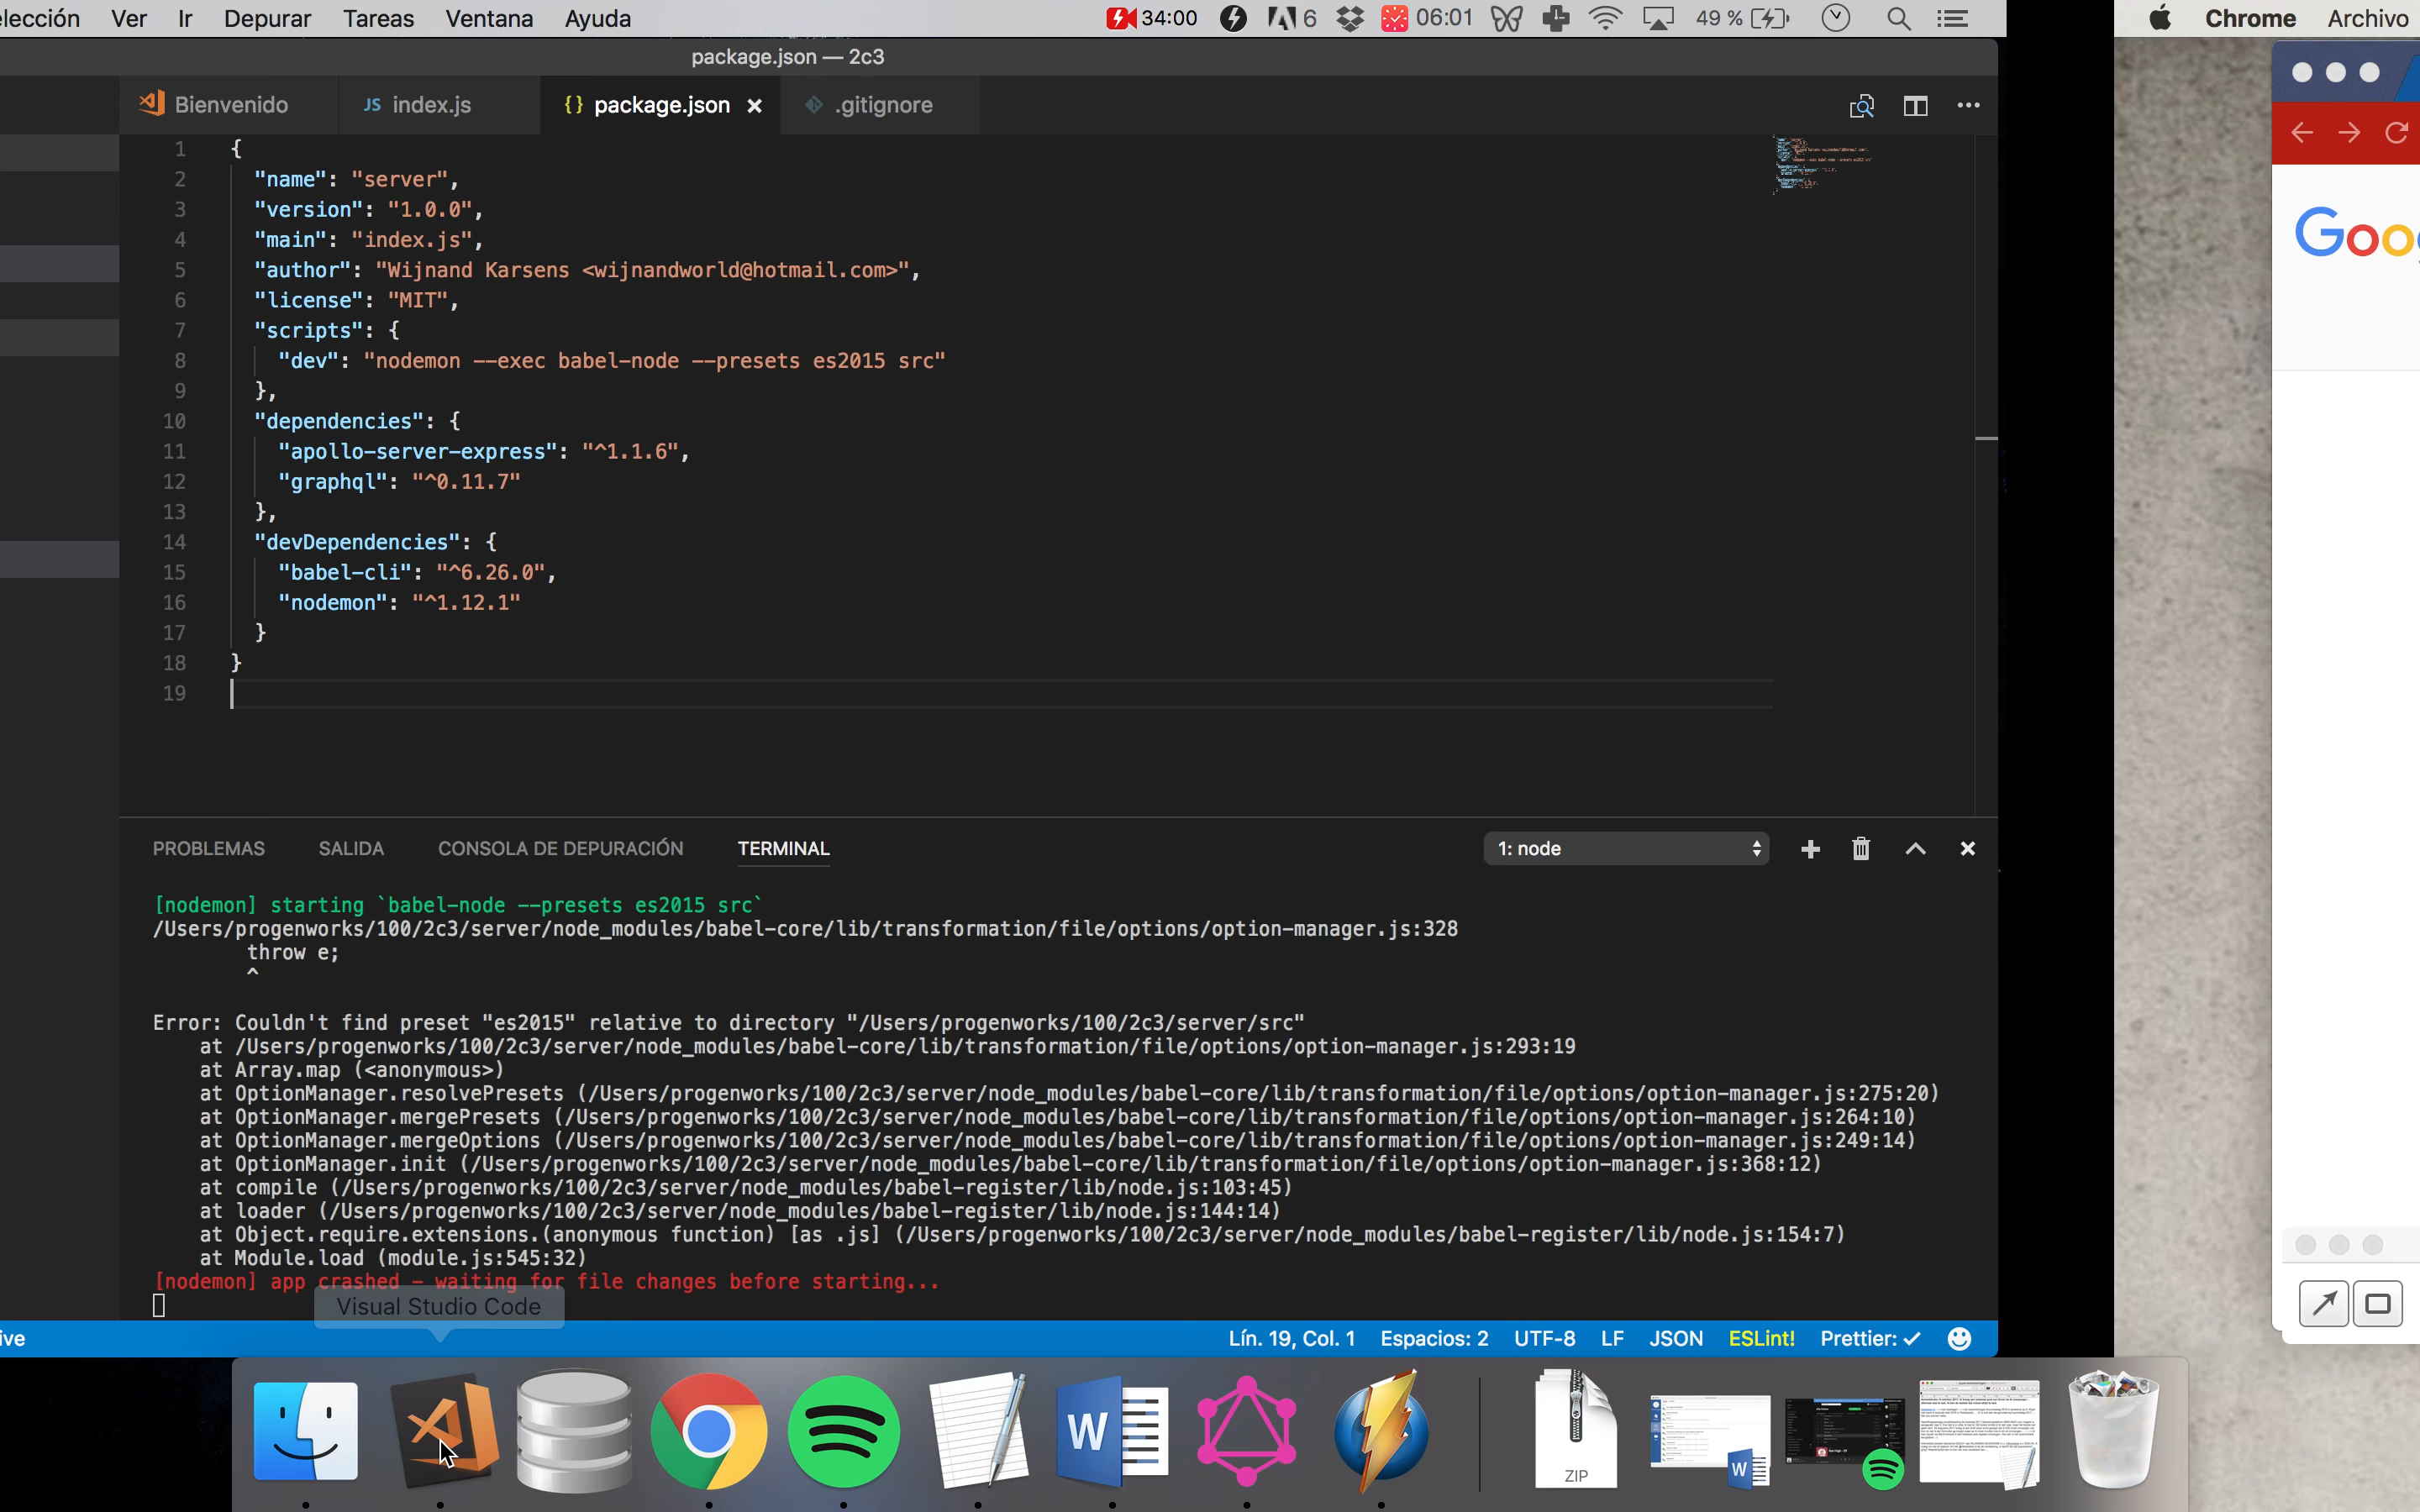 elección Ver Ir Depurar Tareas Ventana Ayuda 34:00 6 06:01 49 % Chrome Archivo
package.json — 2c3
Bienvenido JS index.js {} package.json .gitignore
1 {
2 "name": "server",
3 "version": "1.0.0",
4 "main": "index.js",
5 "author": "Wijnand Karsens <wijnandworld@hotmail.com>",
6 "license": "MIT",
7 "scripts": {
8 "dev": "nodemon --exec babel-node --presets es2015 src"
9 },
10 "dependencies": {
11 "apollo-server-express": "^1.1.6",
12 "graphql": "^0.11.7"
13 },
14 "devDependencies": {
15 "babel-cli": "^6.26.0",
16 "nodemon": "^1.12.1"
17 }
18 }
19
Goog
PROBLEMAS SALIDA CONSOLA DE DEPURACIÓN TERMINAL 1: node
[nodemon] starting `babel-node --presets es2015 src`
/Users/progenworks/100/2c3/server/node_modules/babel-core/lib/transformation/file/options/option-manager.js:328
throw e;
^
Error: Couldn't find preset "es2015" relative to directory "/Users/progenworks/100/2c3/server/src"
at /Users/progenworks/100/2c3/server/node_modules/babel-core/lib/transformation/file/options/option-manager.js:293:19
at Array.map (<anonymous>)
at OptionManager.resolvePresets (/Users/progenworks/100/2c3/server/node_modules/babel-core/lib/transformation/file/options/option-manager.js:275:20)
at OptionManager.mergePresets (/Users/progenworks/100/2c3/server/node_modules/babel-core/lib/transformation/file/options/option-manager.js:264:10)
at OptionManager.mergeOptions (/Users/progenworks/100/2c3/server/node_modules/babel-core/lib/transformation/file/options/option-manager.js:249:14)
at OptionManager.init (/Users/progenworks/100/2c3/server/node_modules/babel-core/lib/transformation/file/options/option-manager.js:368:12)
at compile (/Users/progenworks/100/2c3/server/node_modules/babel-register/lib/node.js:103:45)
at loader (/Users/progenworks/100/2c3/server/node_modules/babel-register/lib/node.js:144:14)
at Object.require.extensions.(anonymous function) [as .js] (/Users/progenworks/100/2c3/server/node_modules/babel-register/lib/node.js:154:7)
at Module.load (module.js:545:32)
[nodemon] app crashed - waiting for file changes before starting...
Visual Studio Code
ive Lín. 19, Col. 1 Espacios: 2 UTF-8 LF JSON ESLint! Prettier: ✓
W ZIP W